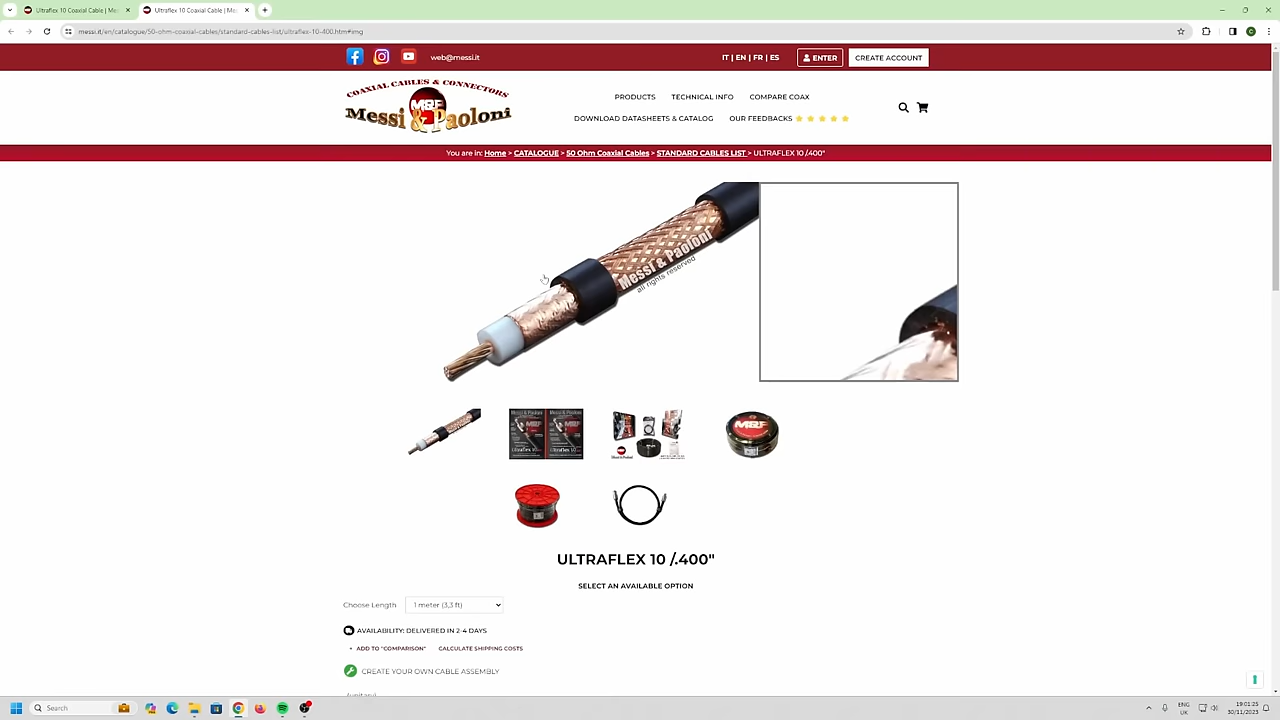 Ultraflex 10 Coaxial Cable | Mes
Ultraflex 10 Coaxial Cable | Mes
messi.it/en/catalogue/50-ohm-coaxial-cables/standard-cables-list/ultraflex-10-400.htm#img
web@messi.it
IT | EN | FR | ES
ENTER
CREATE ACCOUNT
COAXIAL CABLES & CONNECTORS
M&P
Messi & Paoloni
PRODUCTS
TECHNICAL INFO
COMPARE COAX
DOWNLOAD DATASHEETS & CATALOG
OUR FEEDBACKS
You are in: Home > CATALOGUE > 50 Ohm Coaxial Cables > STANDARD CABLES LIST > ULTRAFLEX 10 /.400"
Messi & Paoloni
all rights reserved
ULTRAFLEX 10 /.400"
SELECT AN AVAILABLE OPTION
Choose Length
1 meter (3,3 ft)
AVAILABILITY: DELIVERED IN 2-4 DAYS
+ ADD TO "COMPARISON"
CALCULATE SHIPPING COSTS
CREATE YOUR OWN CABLE ASSEMBLY
(unitary)
Search
ENG
UK
19:01:25
30/11/2023